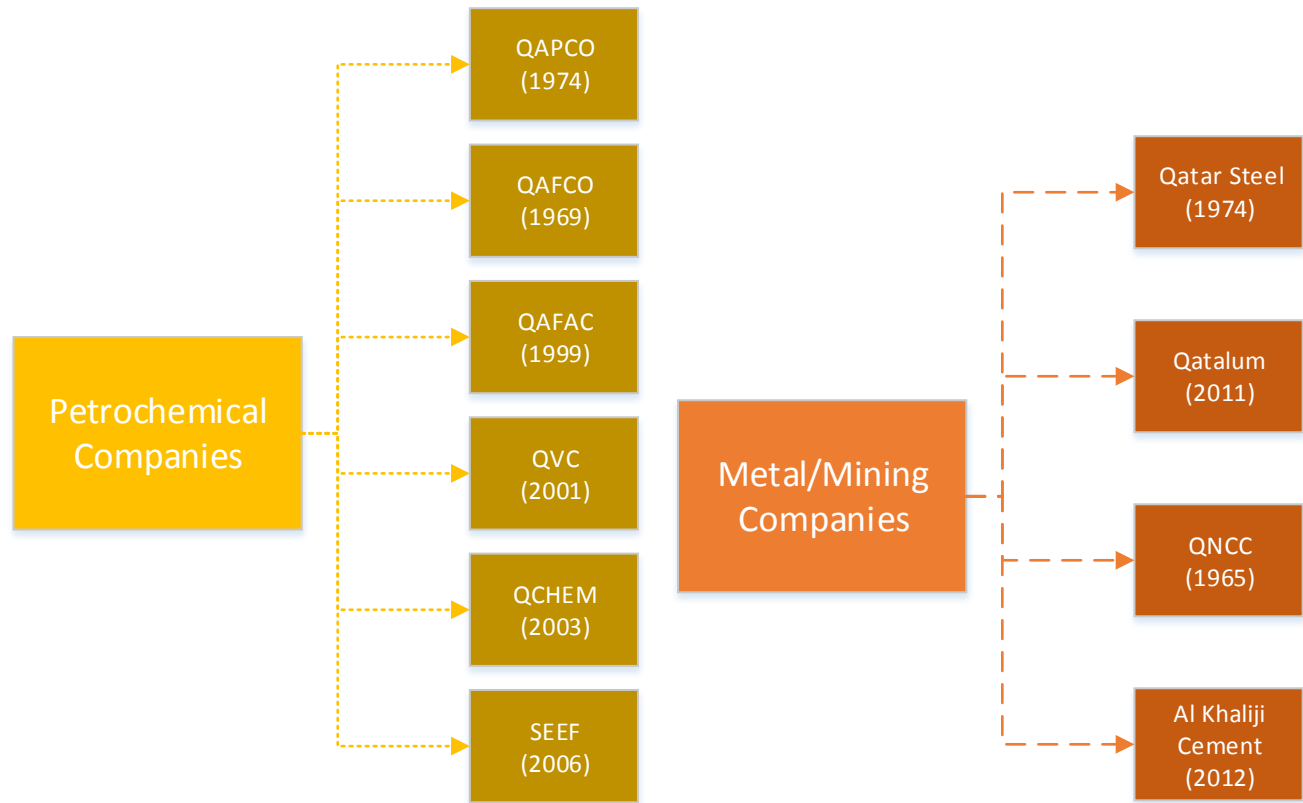 Petrochemical
Companies
QAPCO
(1974)
QAFCO
(1969)
QAFAC
(1999)
QVC
(2001)
QCHEM
(2003)
SEEF
(2006)
Metal/Mining
Companies
Qatar Steel
(1974)
Qatalum
(2011)
QNCC
(1965)
Al Khaliji
Cement
(2012)